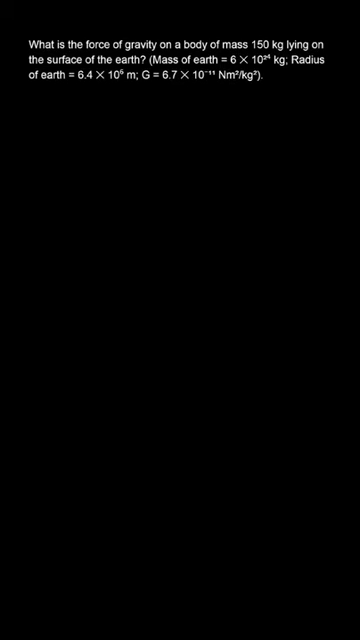 What is the force of gravity on a body of mass 150 kg lying on
the surface of the earth? (Mass of earth = 6 × 10²⁴ kg; Radius
of earth = 6.4 × 10⁶ m; G = 6.7 × 10⁻¹¹ Nm²/kg²).